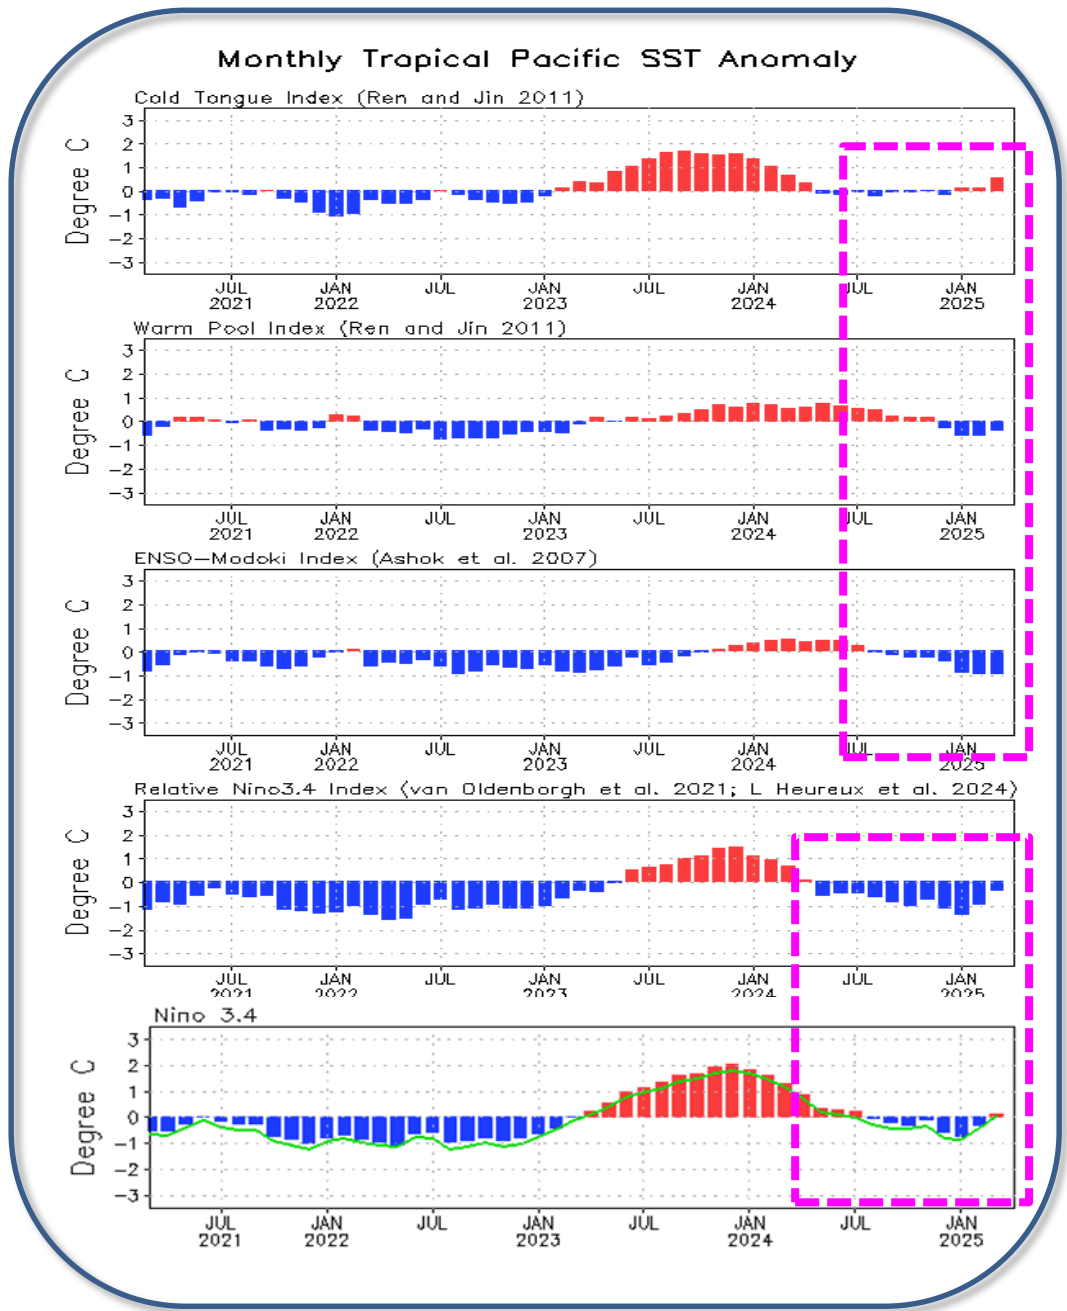 Monthly Tropical Pacific SST Anomaly
Cold Tongue Index (Ren and Jin 2011)
Degree C
3
2
1
0
-1
-2
-3
JUL JAN JUL JAN JUL JAN JUL JAN
2021 2022 2023 2024 2025
Warm Pool Index (Ren and Jin 2011)
Degree C
3
2
1
0
-1
-2
-3
JUL JAN JUL JAN JUL JAN JUL JAN
2021 2022 2023 2024 2025
ENSO-Modoki Index (Ashok et al. 2007)
Degree C
3
2
1
0
-1
-2
-3
JUL JAN JUL JAN JUL JAN JUL JAN
2021 2022 2023 2024 2025
Relative Nino3.4 Index (van Oldenborgh et al. 2021; L Heureux et al. 2024)
Degree C
3
2
1
0
-1
-2
-3
JUL JAN JUL JAN JUL JAN JUL JAN
2021 2022 2023 2024 2025
Nino 3.4
Degree C
3
2
1
0
-1
-2
-3
JUL JAN JUL JAN JUL JAN JUL JAN
2021 2022 2023 2024 2025